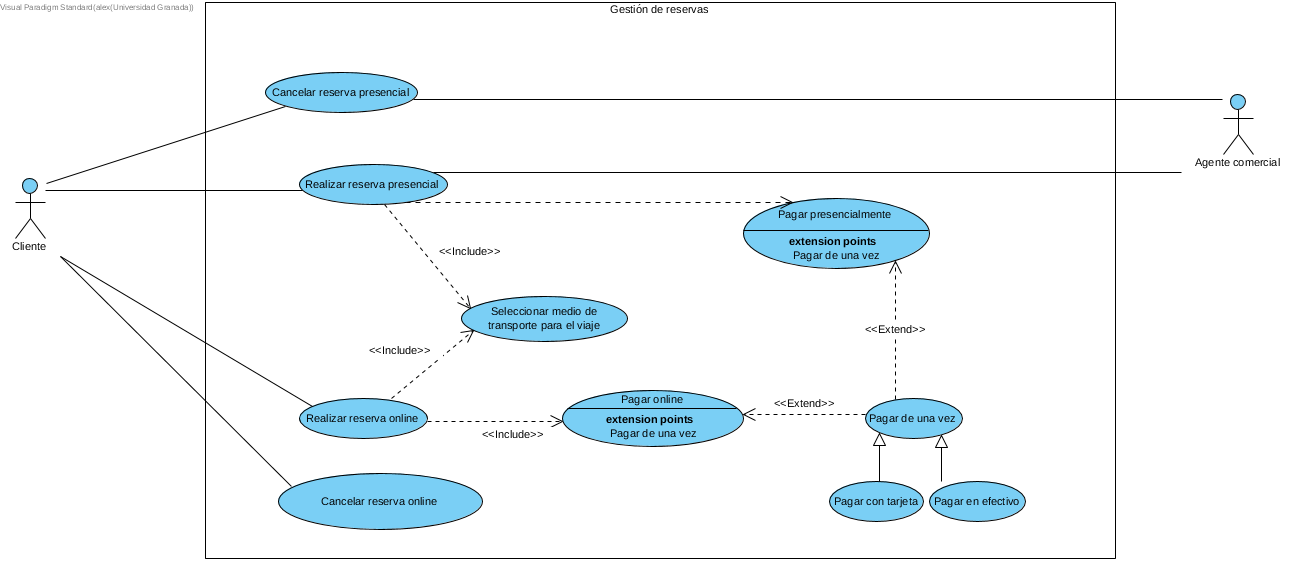 Visual Paradigm Standard(alex(Universidad Granada))
Gestión de reservas
Cancelar reserva presencial
Agente comercial
Realizar reserva presencial
Cliente
Pagar presencialmente
extension points
Pagar de una vez
<<Include>>
Seleccionar medio de
transporte para el viaje
<<Extend>>
<<Include>>
Realizar reserva online
Pagar online
extension points
Pagar de una vez
<<Include>>
<<Extend>>
Pagar de una vez
Cancelar reserva online
Pagar con tarjeta
Pagar en efectivo